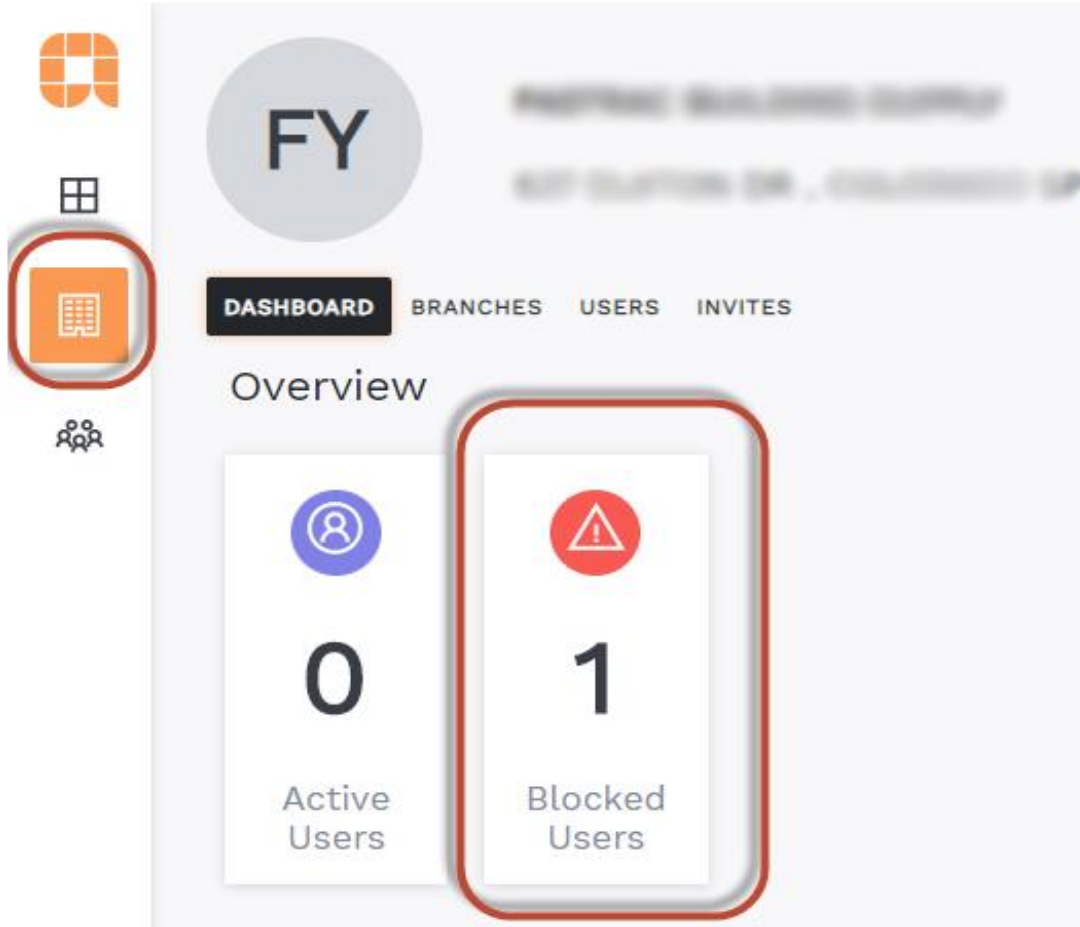 FY
DASHBOARD BRANCHES USERS INVITES
Overview
0
Active
Users
1
Blocked
Users